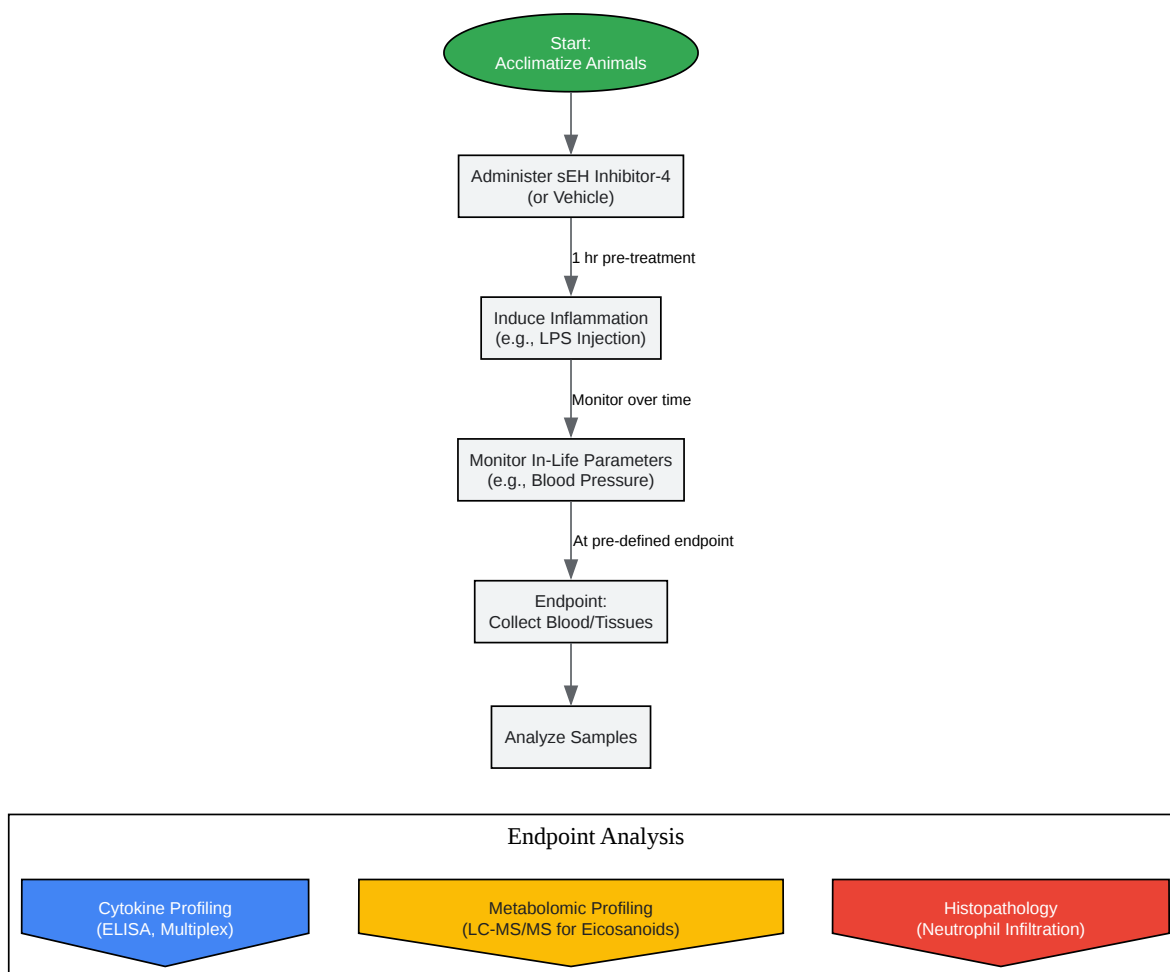 Start:
Acclimatize Animals
Administer sEH Inhibitor-4
(or Vehicle)
1 hr pre-treatment
Induce Inflammation
(e.g., LPS Injection)
Monitor over time
Monitor In-Life Parameters
(e.g., Blood Pressure)
At pre-defined endpoint
Endpoint:
Collect Blood/Tissues
Analyze Samples
Endpoint Analysis
Cytokine Profiling
(ELISA, Multiplex)
Metabolomic Profiling
(LC-MS/MS for Eicosanoids)
Histopathology
(Neutrophil Infiltration)